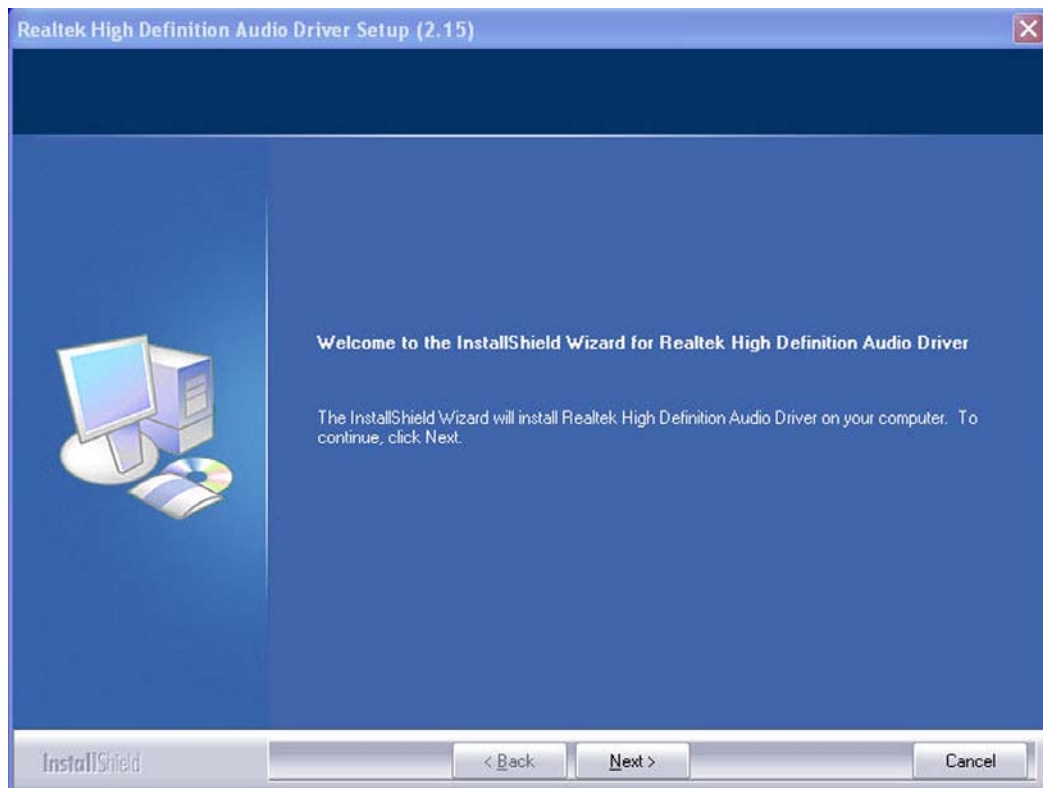 Realtek High Definition Audio Driver Setup (2.15)
Welcome to the InstallShield Wizard for Realtek High Definition Audio Driver
The InstallShield Wizard will install Realtek High Definition Audio Driver on your computer. To
continue, click Next.
InstallShield
< Back
Next >
Cancel